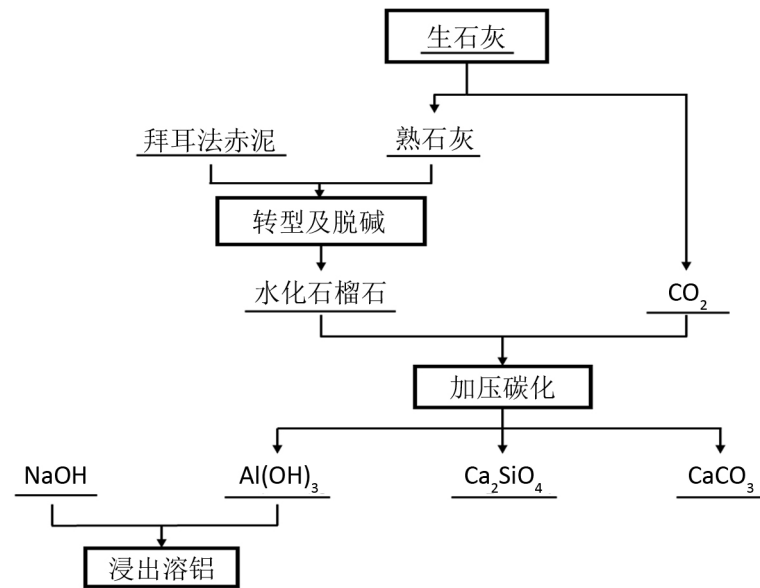 生石灰
拜耳法赤泥
熟石灰
转型及脱碱
水化石榴石
CO₂
加压碳化
NaOH
Al(OH)₃
Ca₂SiO₄
CaCO₃
浸出溶铝